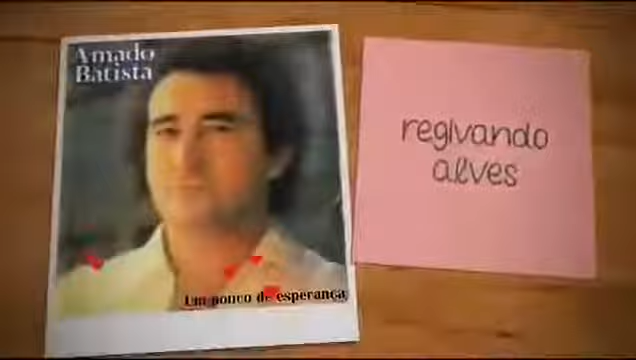 Amado
Batista
Um pouco de esperança
regivando
alves